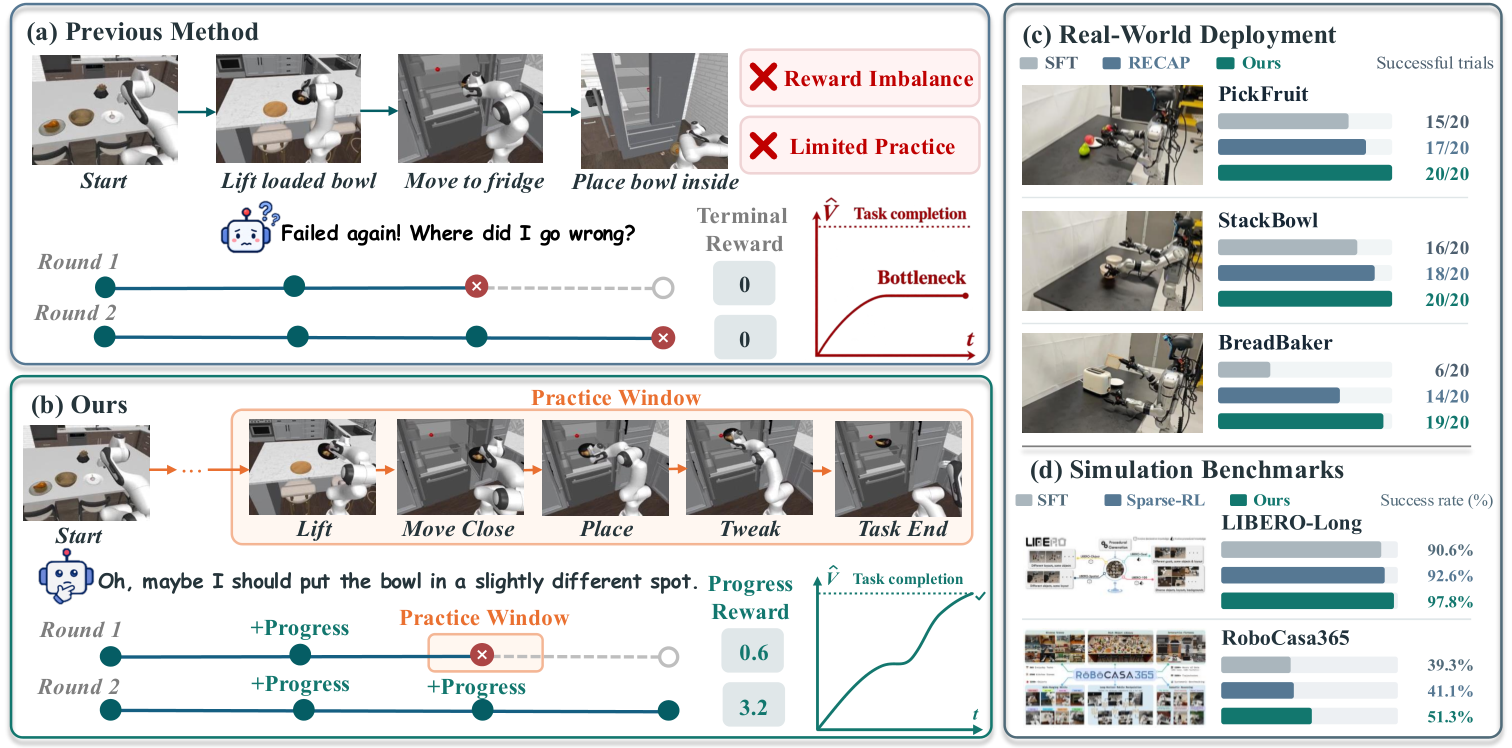 (a) Previous Method
Start
Lift loaded bowl
Move to fridge
Place bowl inside
Reward Imbalance
Limited Practice
??
Failed again! Where did I go wrong?
Terminal
Reward
Round 1
0
Round 2
0
V̂
Task completion
Bottleneck
t
(b) Ours
Practice Window
Start
...
Lift
Move Close
Place
Tweak
Task End
Oh, maybe I should put the bowl in a slightly different spot.
Progress
Reward
Practice Window
Round 1
+Progress
0.6
Round 2
+Progress
+Progress
3.2
V̂
Task completion
t
(c) Real-World Deployment
SFT
RECAP
Ours
Successful trials
PickFruit
15/20
17/20
20/20
StackBowl
16/20
18/20
20/20
BreadBaker
6/20
14/20
19/20
(d) Simulation Benchmarks
SFT
Sparse-RL
Ours
Success rate (%)
LIBERO-Long
LIBERO
90.6%
92.6%
97.8%
RoboCasa365
ROBOCASA365
39.3%
41.1%
51.3%